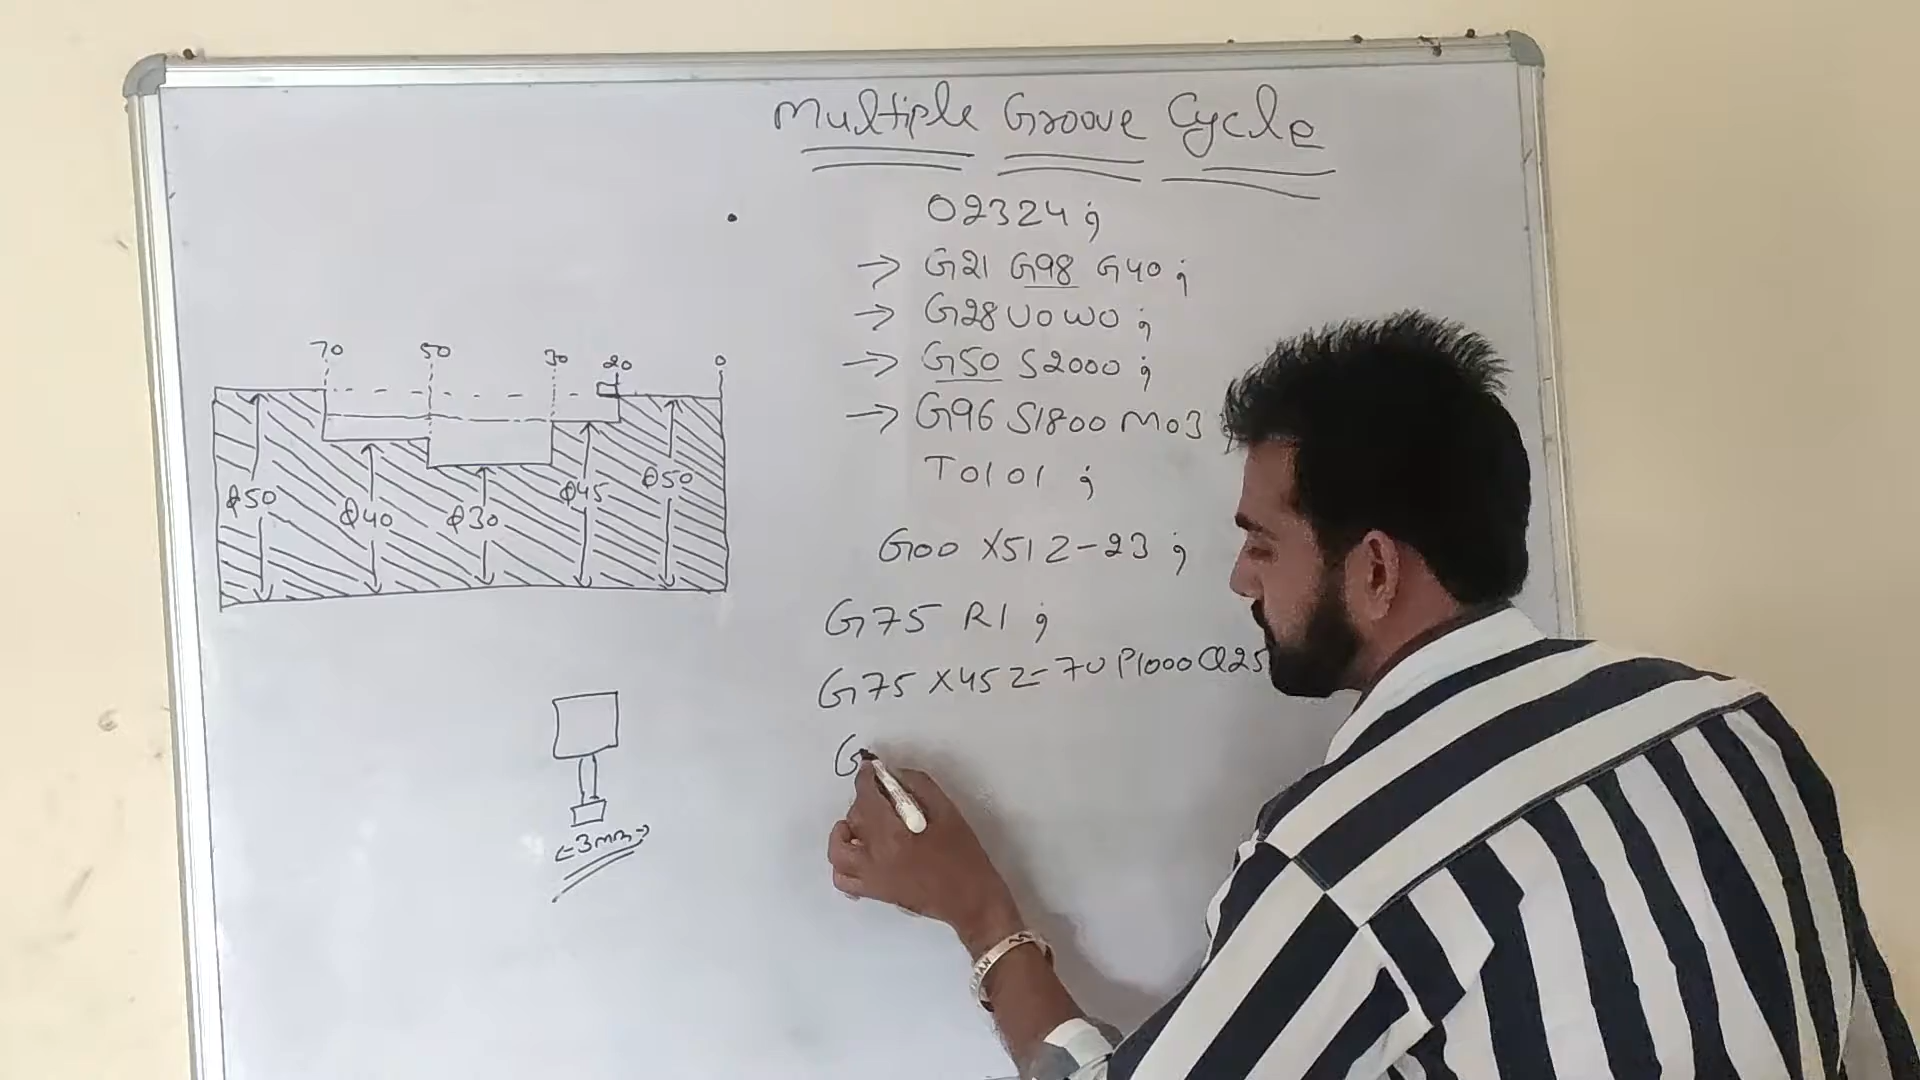 Multiple Groove Cycle
O2324;
→ G21 G98 G40;
→ G28 U0 W0;
→ G50 S2000;
→ G96 S1800 M03
T0101;
G00 X51 Z-23;
G75 R1;
G75 X45 Z-70 P1000 Q25
G
70 50 30 20 0
Ø50 Ø40 Ø30 Ø45 Ø50
←3mm→